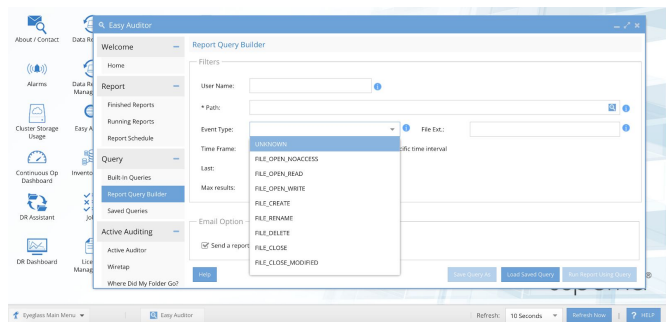 Easy Auditor
About / Contact
Data Re
Alarms
Data Re
Manag
Cluster Storage
Usage
Easy A
Continuous Op
Dashboard
Invento
DR Assistant
Jol
DR Dashboard
Lice
Manag
Welcome
Home
Report
Finished Reports
Running Reports
Report Schedule
Query
Built-in Queries
Report Query Builder
Saved Queries
Active Auditing
Active Auditor
Wiretap
Where Did My Folder Go?
Report Query Builder
Filters
User Name:
* Path:
Event Type:
File Ext.:
Time Frame:
cific time interval
Last:
Max results:
UNKNOWN
FILE_OPEN_NOACCESS
FILE_OPEN_READ
FILE_OPEN_WRITE
FILE_CREATE
FILE_RENAME
FILE_DELETE
FILE_CLOSE
FILE_CLOSE_MODIFIED
Email Option
Send a report
Help
Save Query As
Load Saved Query
Run Report Using Query
Eyeglass Main Menu
Easy Auditor
Refresh:
10 Seconds
Refresh Now
HELP